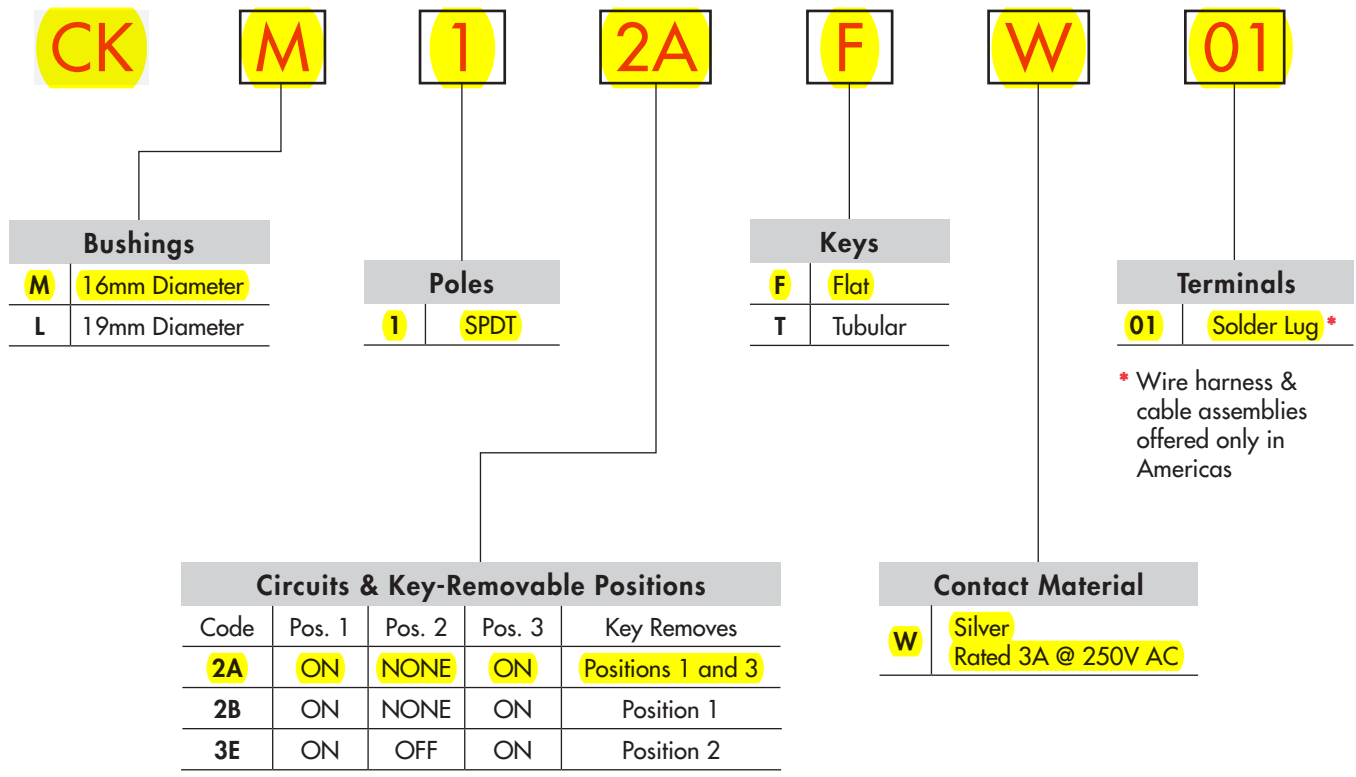 CK M 1 2A F W 01
Bushings
M 16mm Diameter
L 19mm Diameter
Poles
1 SPDT
Keys
F Flat
T Tubular
Terminals
01 Solder Lug *
* Wire harness &
cable assemblies
offered only in
Americas
Circuits & Key-Removable Positions
Code Pos. 1 Pos. 2 Pos. 3 Key Removes
2A ON NONE ON Positions 1 and 3
2B ON NONE ON Position 1
3E ON OFF ON Position 2
Contact Material
W Silver
Rated 3A @ 250V AC